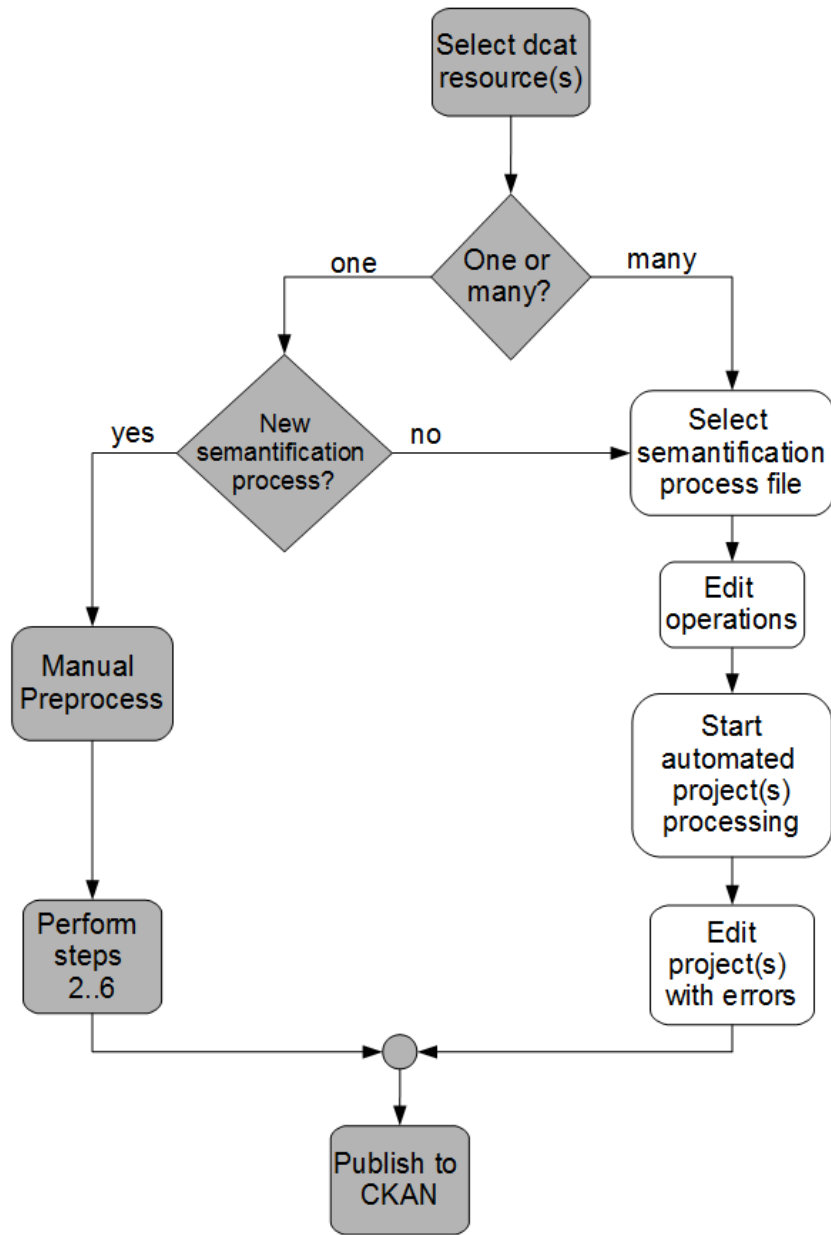 Select dcat
resource(s)
One or
many?
one
many
New
semantification
process?
yes
no
Select
semantification
process file
Edit
operations
Manual
Preprocess
Start
automated
project(s)
processing
Perform
steps
2..6
Edit
project(s)
with errors
Publish to
CKAN